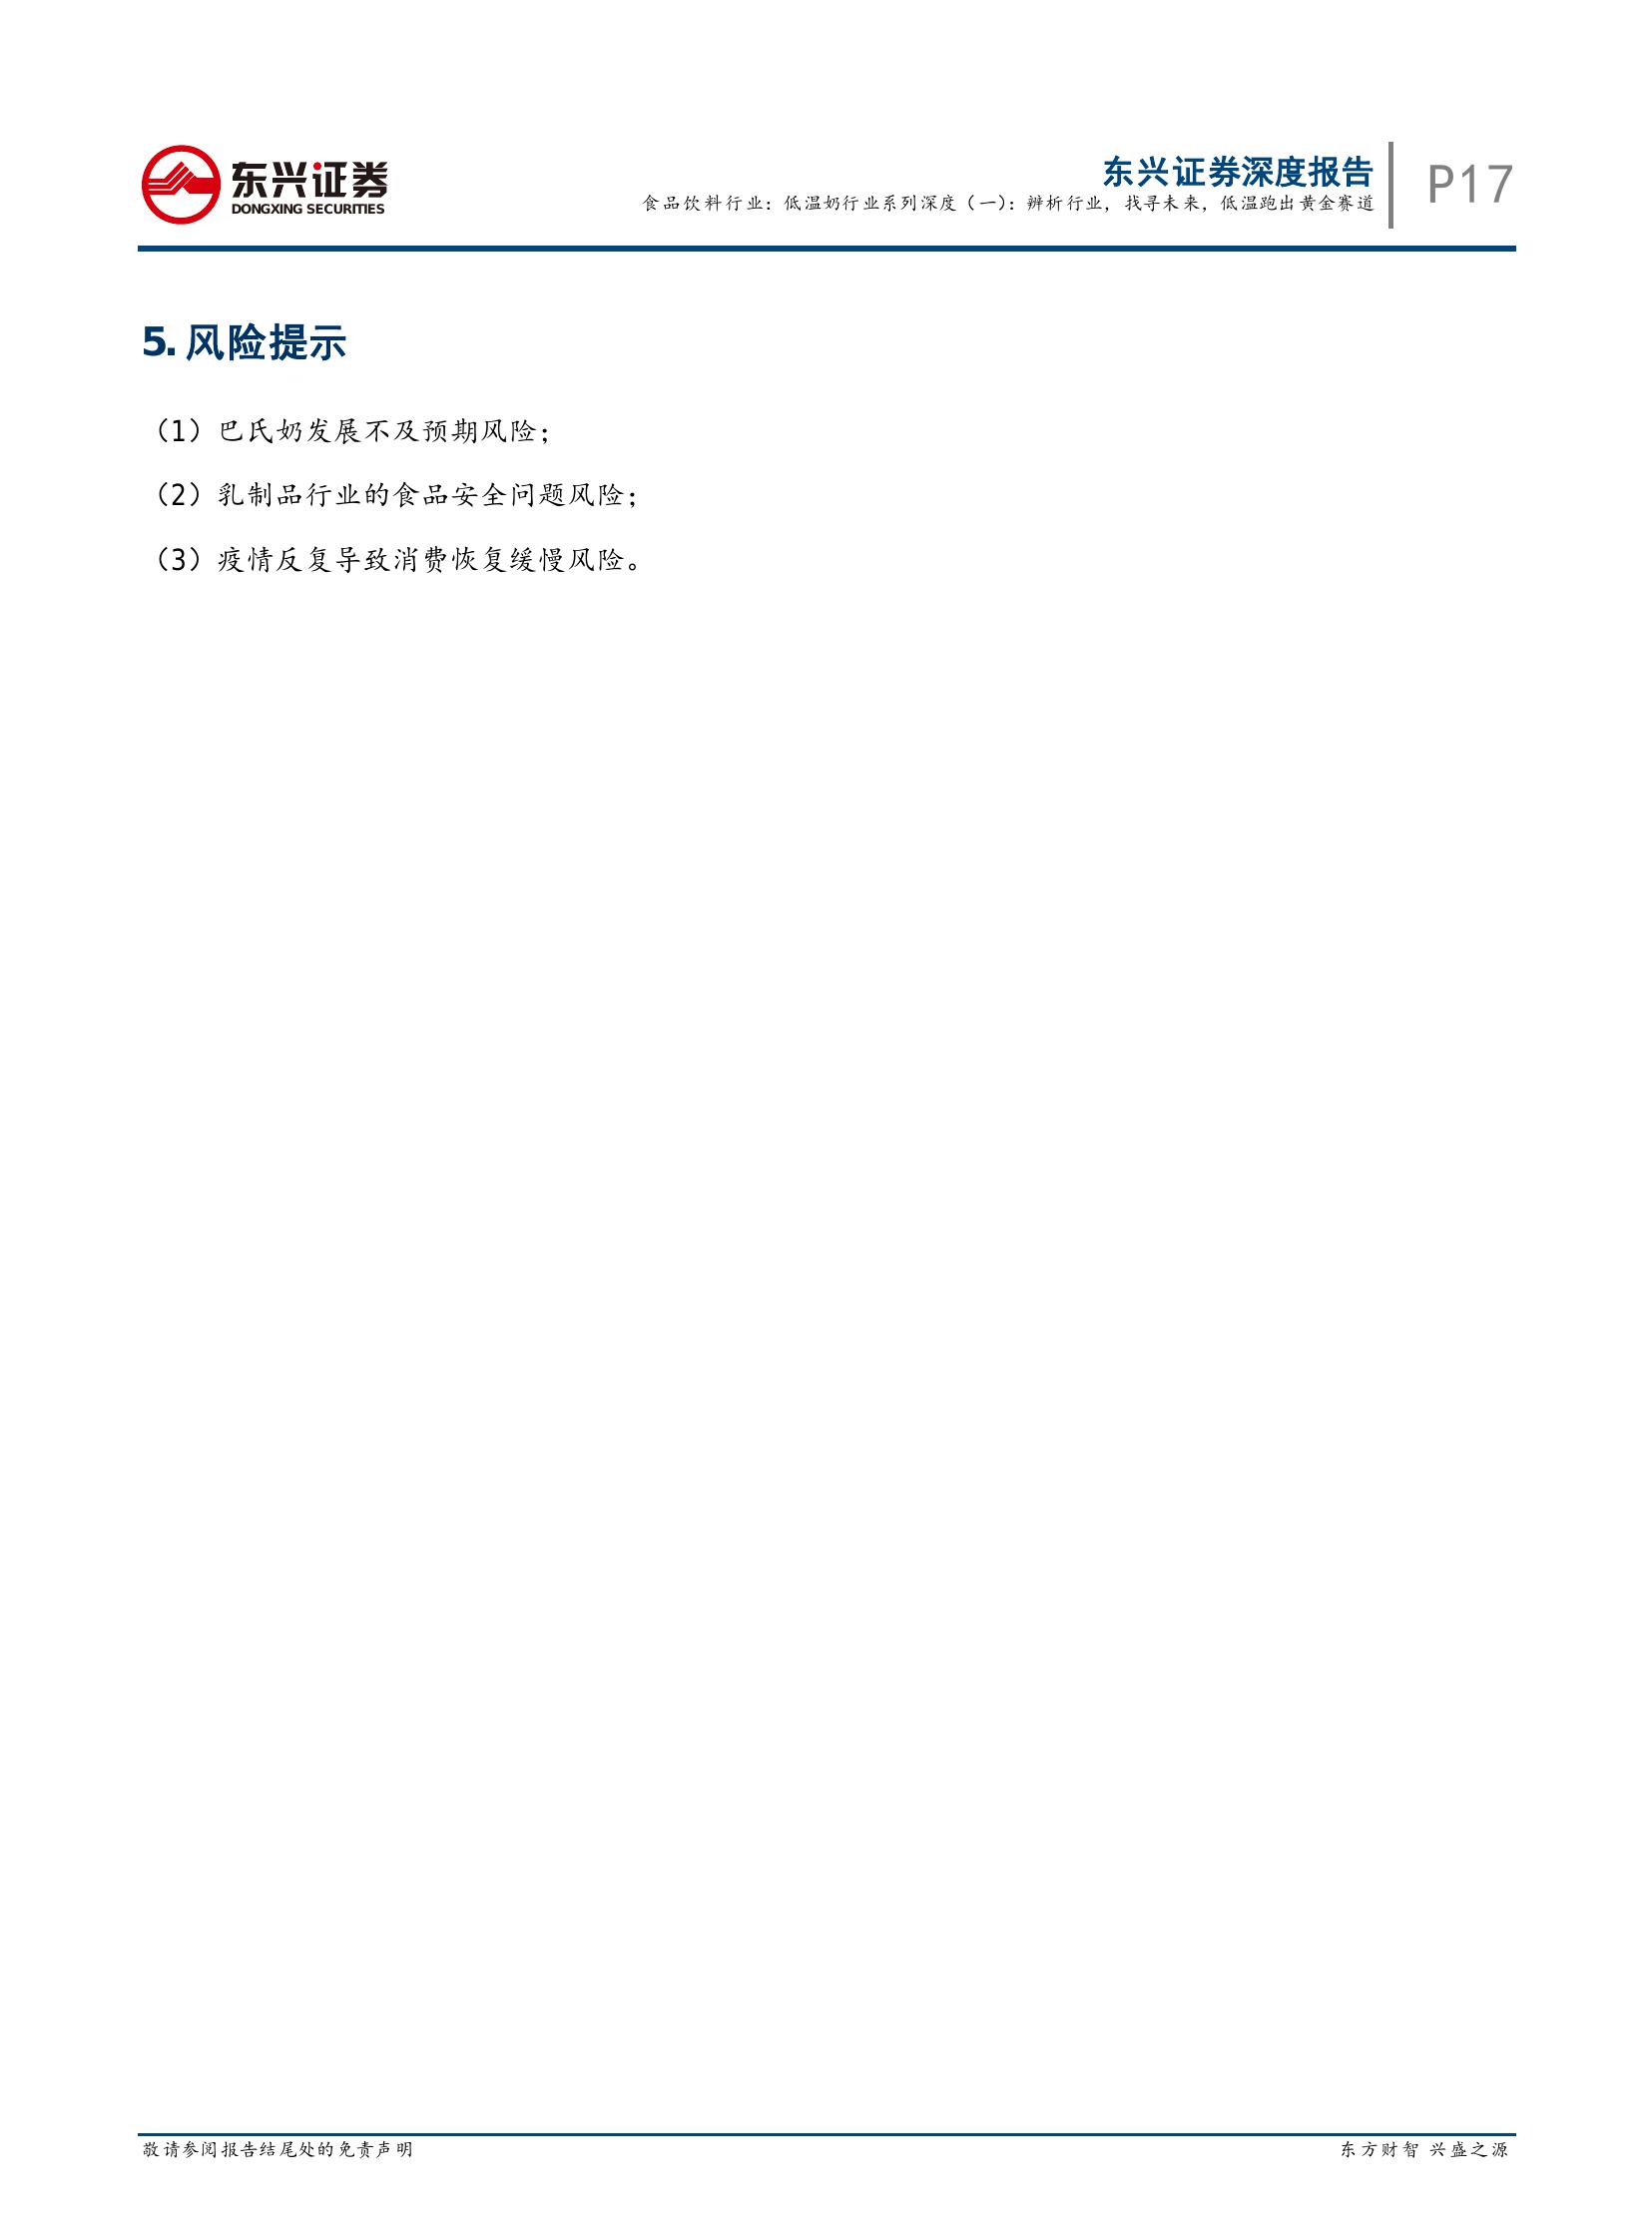 东兴证券
DONGXING SECURITIES
东兴证券深度报告
食品饮料行业：低温奶行业系列深度（一）：辨析行业，找寻未来，低温跑出黄金赛道
P17
5. 风险提示
（1）巴氏奶发展不及预期风险；
（2）乳制品行业的食品安全问题风险；
（3）疫情反复导致消费恢复缓慢风险。
敬请参阅报告结尾处的免责声明
东方财智 兴盛之源